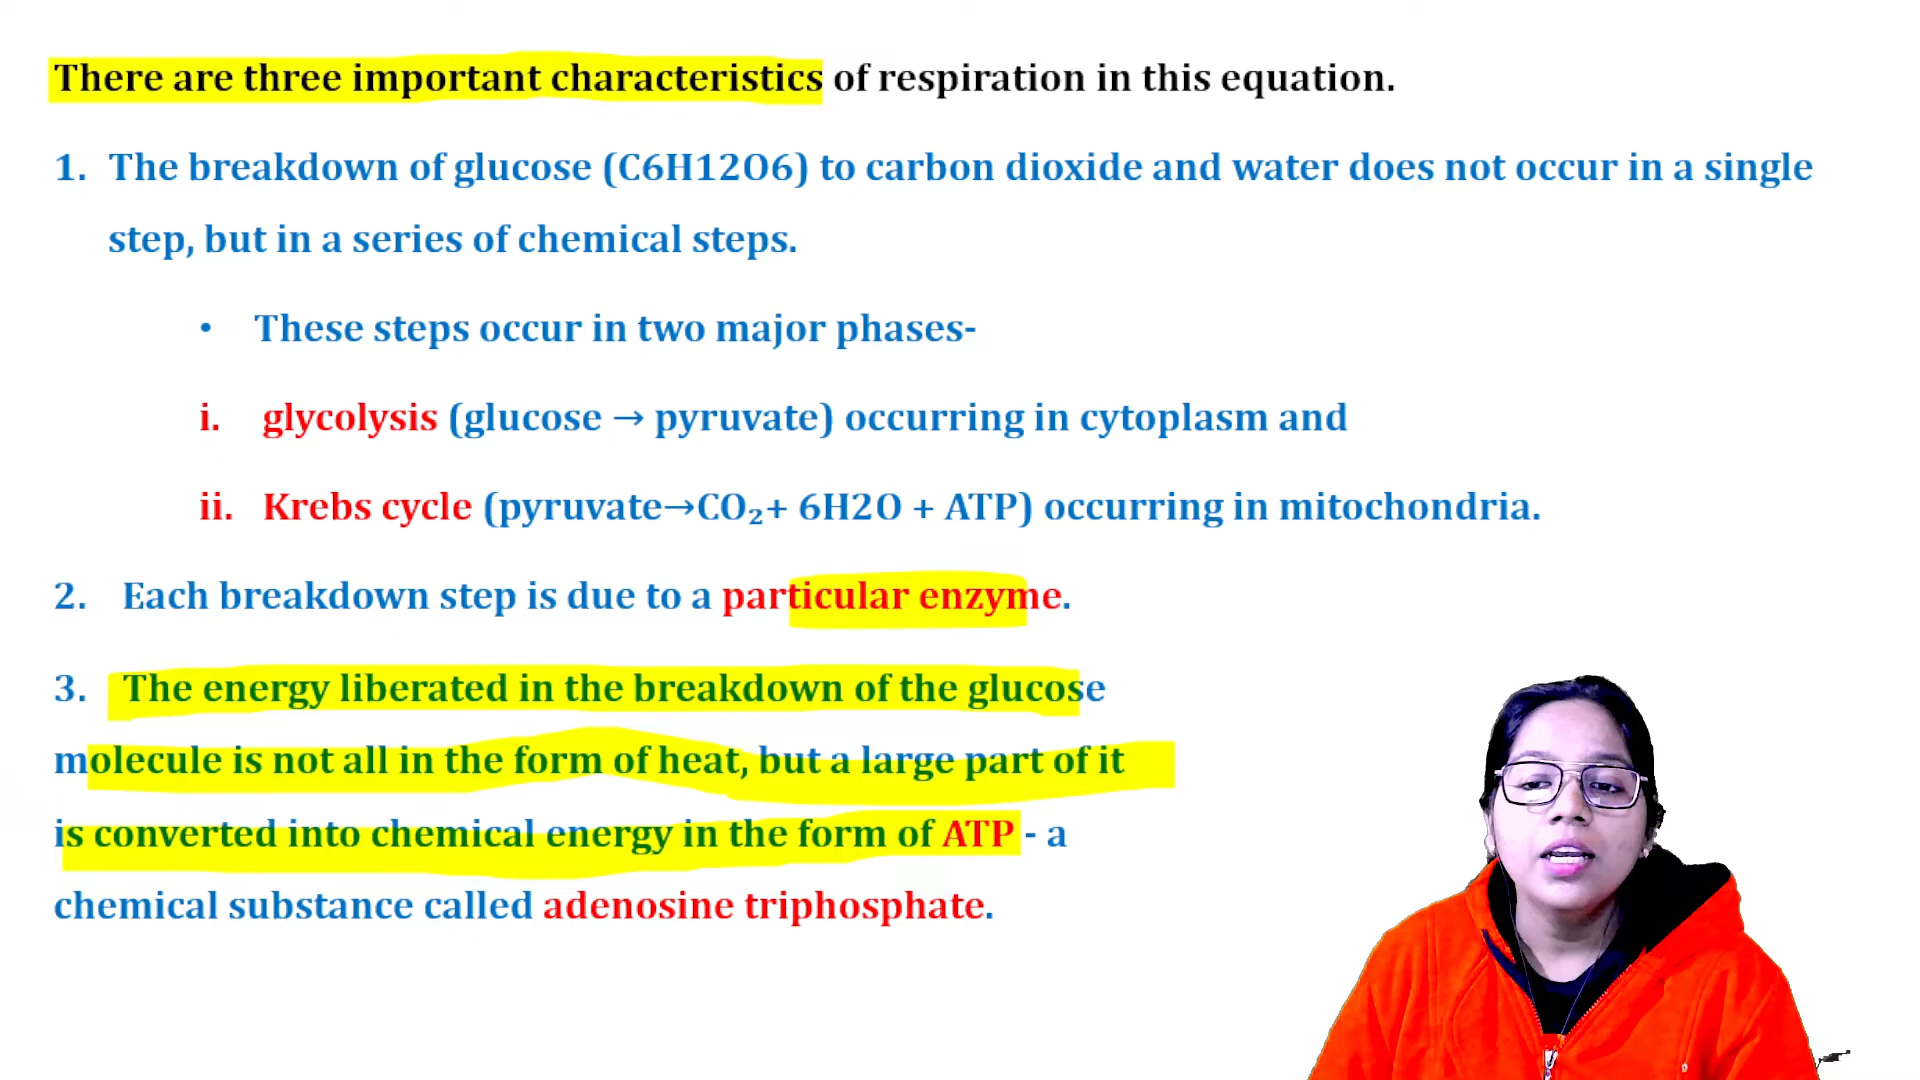 There are three important characteristics of respiration in this equation.
1. The breakdown of glucose (C6H12O6) to carbon dioxide and water does not occur in a single
step, but in a series of chemical steps.
• These steps occur in two major phases-
i. glycolysis (glucose → pyruvate) occurring in cytoplasm and
ii. Krebs cycle (pyruvate→CO₂+ 6H2O + ATP) occurring in mitochondria.
2. Each breakdown step is due to a particular enzyme.
3. The energy liberated in the breakdown of the glucose
molecule is not all in the form of heat, but a large part of it
is converted into chemical energy in the form of ATP - a
chemical substance called adenosine triphosphate.